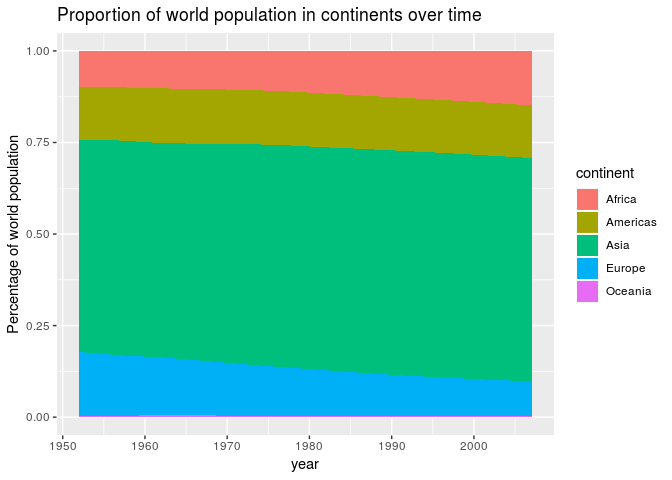 Proportion of world population in continents over time
Percentage of world population
1.00
0.75
0.50
0.25
0.00
1950
1960
1970
1980
1990
2000
year
continent
Africa
Americas
Asia
Europe
Oceania